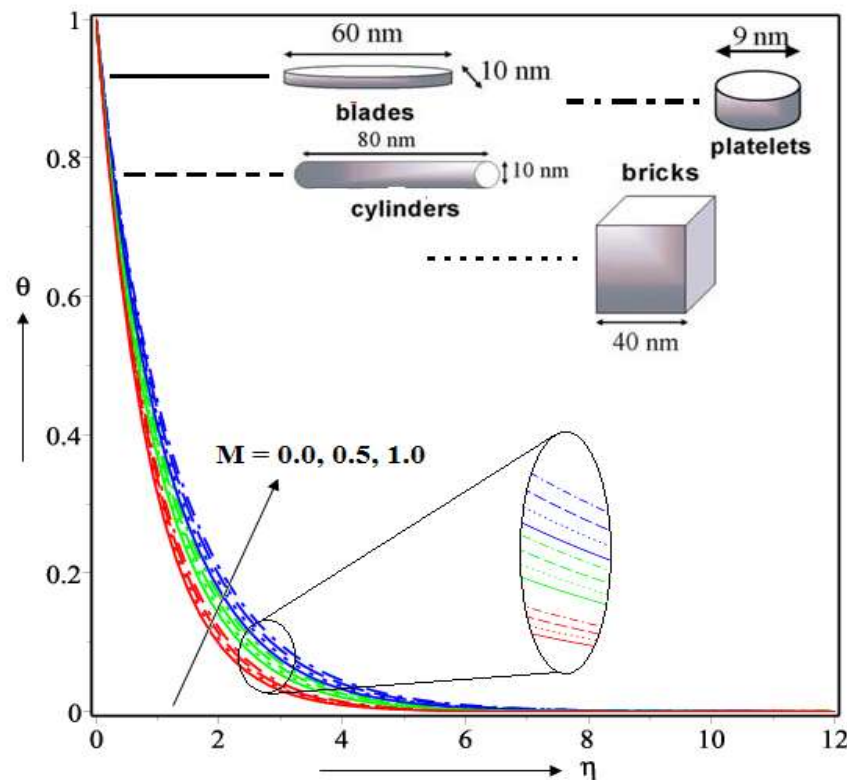 1
60 nm
9 nm
10 nm
blades
80 nm
platelets
0.8
10 nm
bricks
cylinders
θ
0.6
40 nm
0.4
M = 0.0, 0.5, 1.0
0.2
0
0 2 4 6 8 10 12
η